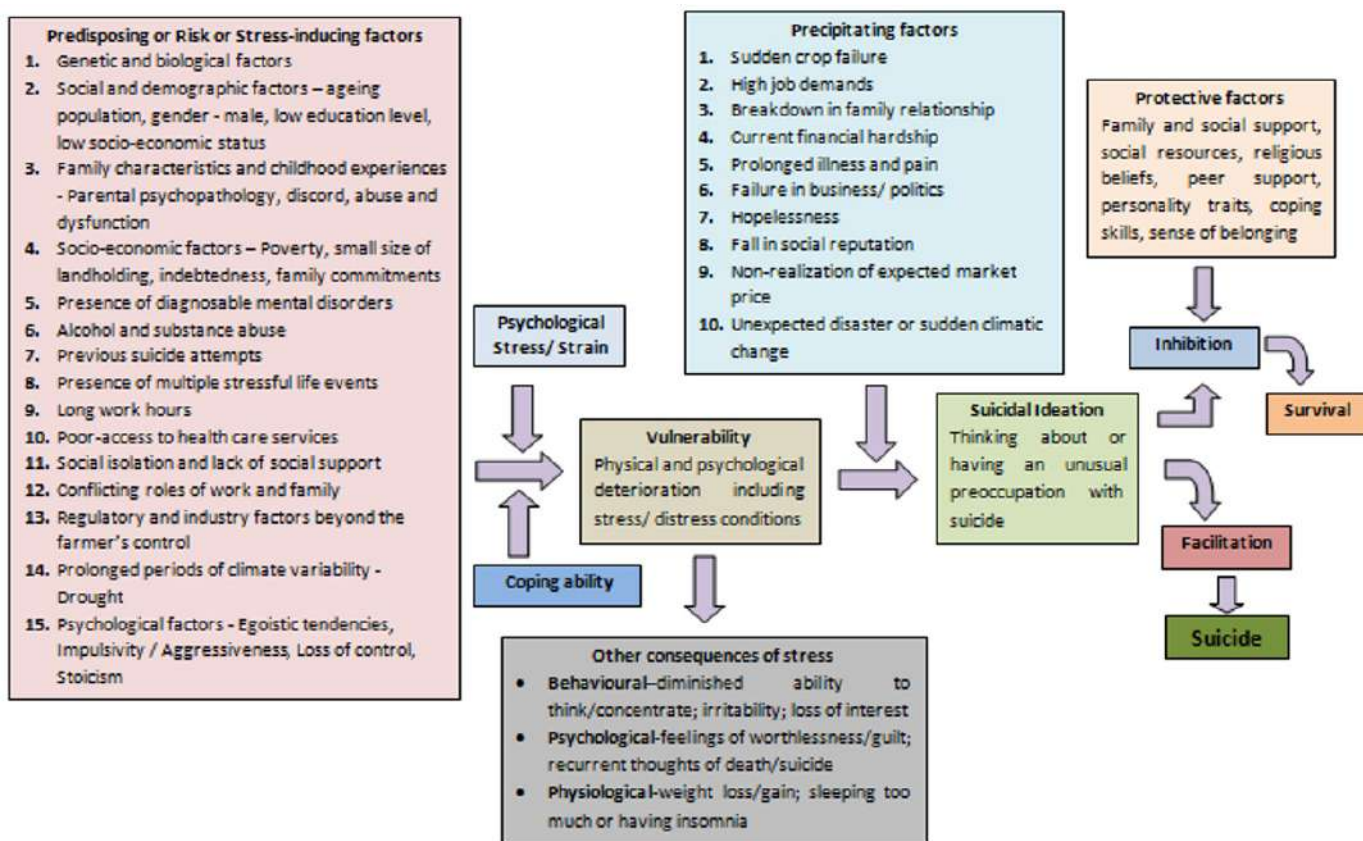 Predisposing or Risk or Stress-inducing factors
1. Genetic and biological factors
2. Social and demographic factors – ageing
population, gender - male, low education level,
low socio-economic status
3. Family characteristics and childhood experiences
- Parental psychopathology, discord, abuse and
dysfunction
4. Socio-economic factors – Poverty, small size of
landholding, indebtedness, family commitments
5. Presence of diagnosable mental disorders
6. Alcohol and substance abuse
7. Previous suicide attempts
8. Presence of multiple stressful life events
9. Long work hours
10. Poor-access to health care services
11. Social isolation and lack of social support
12. Conflicting roles of work and family
13. Regulatory and industry factors beyond the
farmer's control
14. Prolonged periods of climate variability -
Drought
15. Psychological factors - Egoistic tendencies,
Impulsivity / Aggressiveness, Loss of control,
Stoicism
Psychological
Stress/ Strain
Coping ability
Vulnerability
Physical and psychological
deterioration including
stress/ distress conditions
Other consequences of stress
• Behavioural–diminished ability to
think/concentrate; irritability; loss of interest
• Psychological-feelings of worthlessness/guilt;
recurrent thoughts of death/suicide
• Physiological-weight loss/gain; sleeping too
much or having insomnia
Precipitating factors
1. Sudden crop failure
2. High job demands
3. Breakdown in family relationship
4. Current financial hardship
5. Prolonged illness and pain
6. Failure in business/ politics
7. Hopelessness
8. Fall in social reputation
9. Non-realization of expected market
price
10. Unexpected disaster or sudden climatic
change
Suicidal Ideation
Thinking about or
having an unusual
preoccupation with
suicide
Protective factors
Family and social support,
social resources, religious
beliefs, peer support,
personality traits, coping
skills, sense of belonging
Inhibition
Survival
Facilitation
Suicide